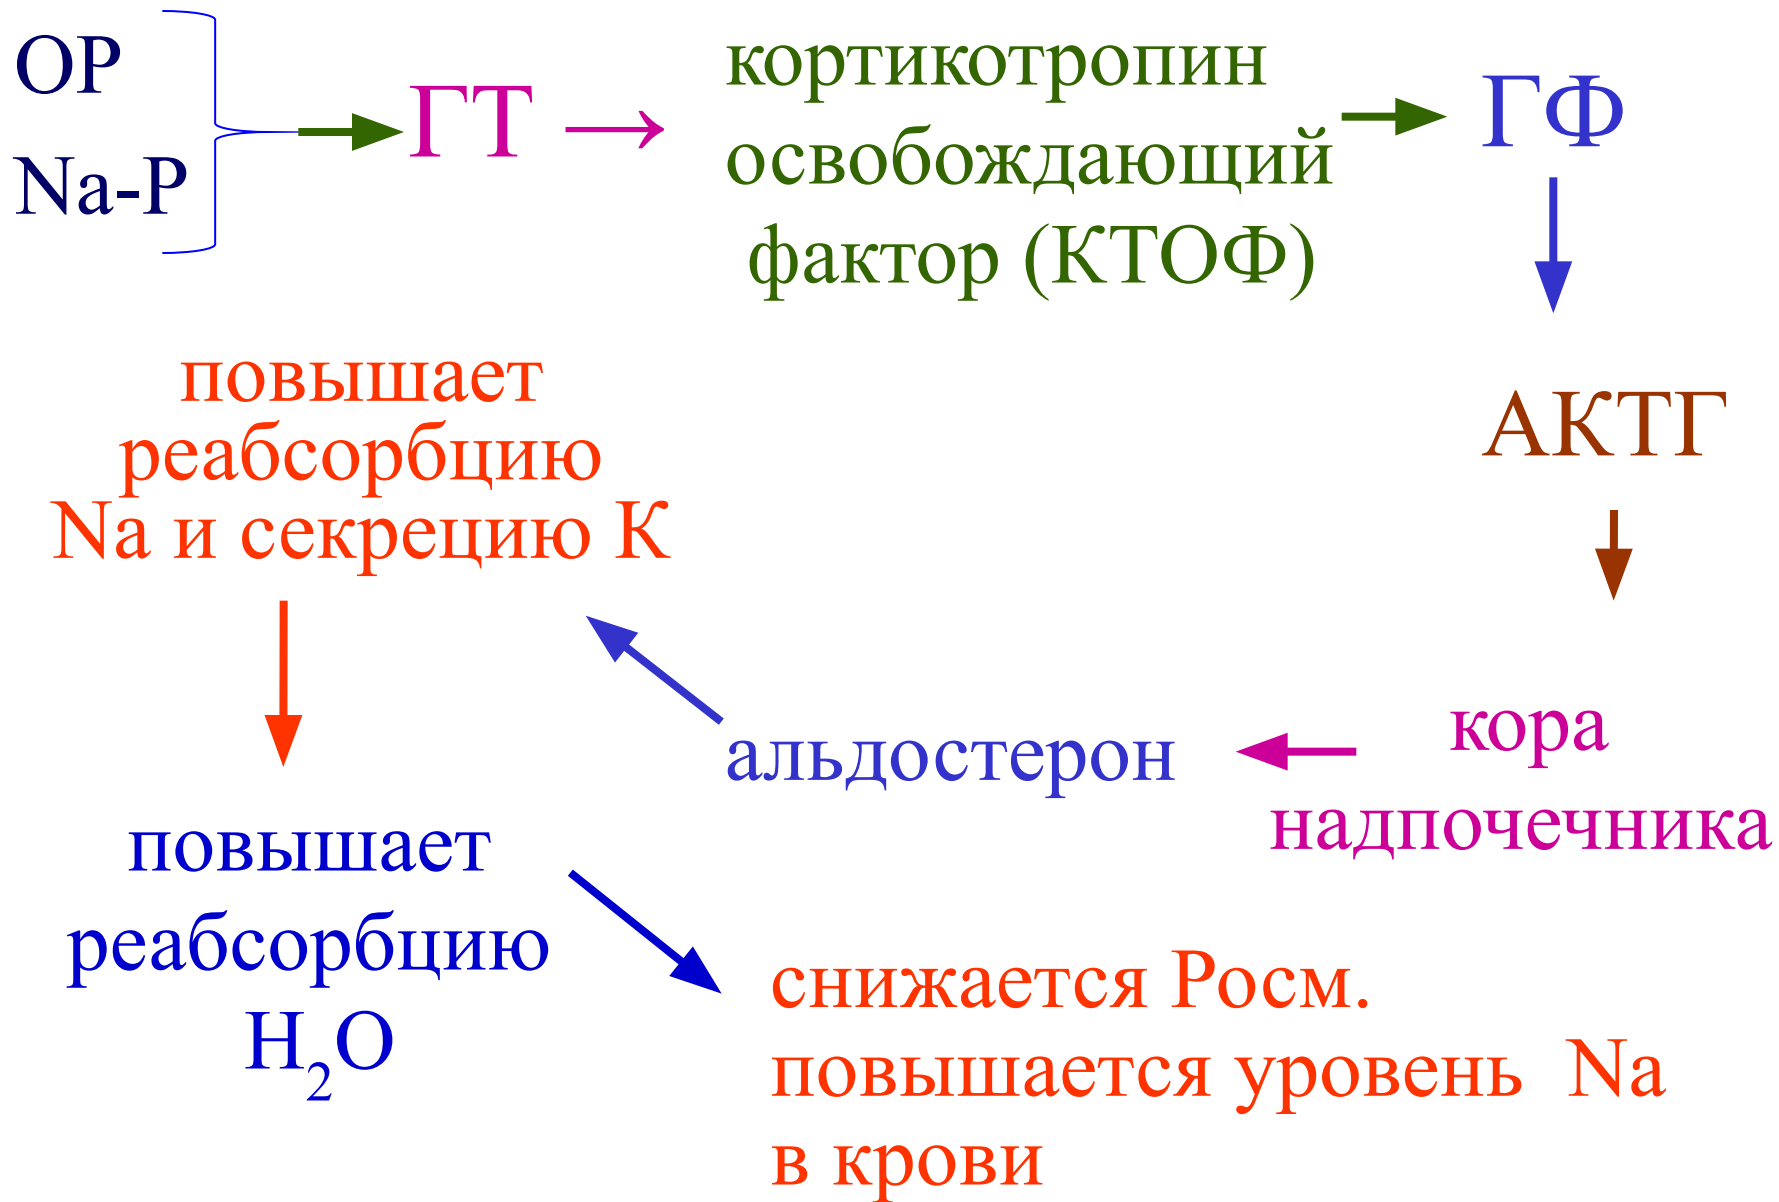 ОР
Na-Р
ГТ →
кортикотропин
освобождающий
фактор (КТОФ)
ГФ
АКТГ
кора
надпочечника
альдостерон
повышает
реабсорбцию
Na и секрецию К
повышает
реабсорбцию
H₂O
снижается Росм.
повышается уровень Na
в крови